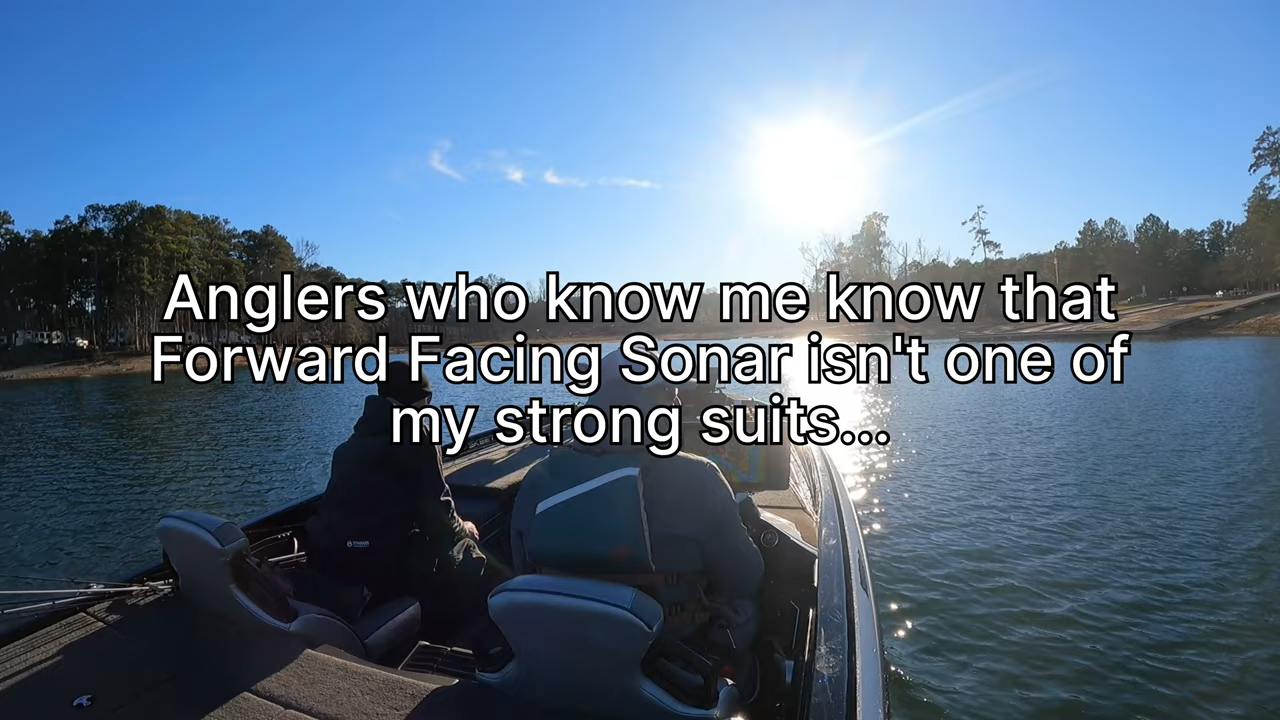 Anglers who know me know that
Forward Facing Sonar isn't one of
my strong suits...